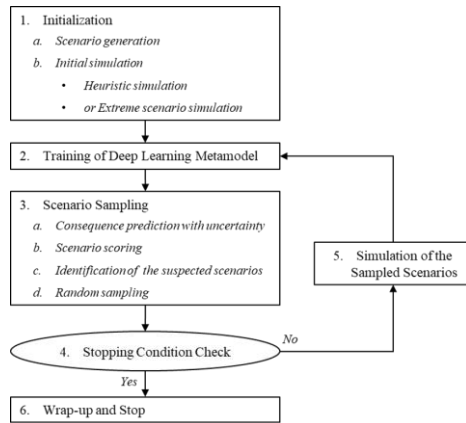 1. Initialization
a. Scenario generation
b. Initial simulation
• Heuristic simulation
• or Extreme scenario simulation
2. Training of Deep Learning Metamodel
3. Scenario Sampling
a. Consequence prediction with uncertainty
b. Scenario scoring
c. Identification of the suspected scenarios
d. Random sampling
5. Simulation of the
Sampled Scenarios
4. Stopping Condition Check
No
Yes
6. Wrap-up and Stop